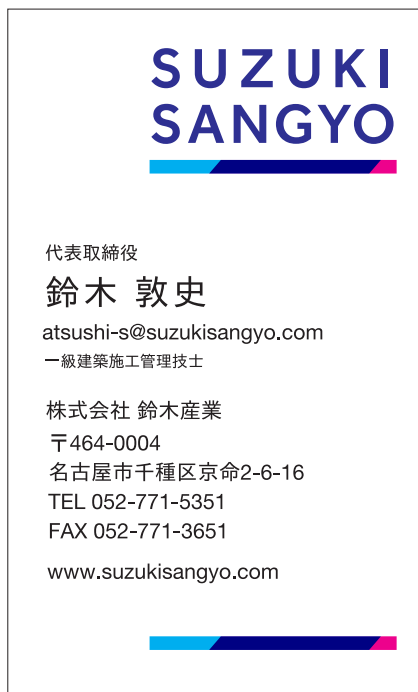 SUZUKI
SANGYO
代表取締役
鈴木 敦史
atsushi-s@suzukisangyo.com
一級建築施工管理技士
株式会社 鈴木産業
〒464-0004
名古屋市千種区京命2-6-16
TEL 052-771-5351
FAX 052-771-3651
www.suzukisangyo.com